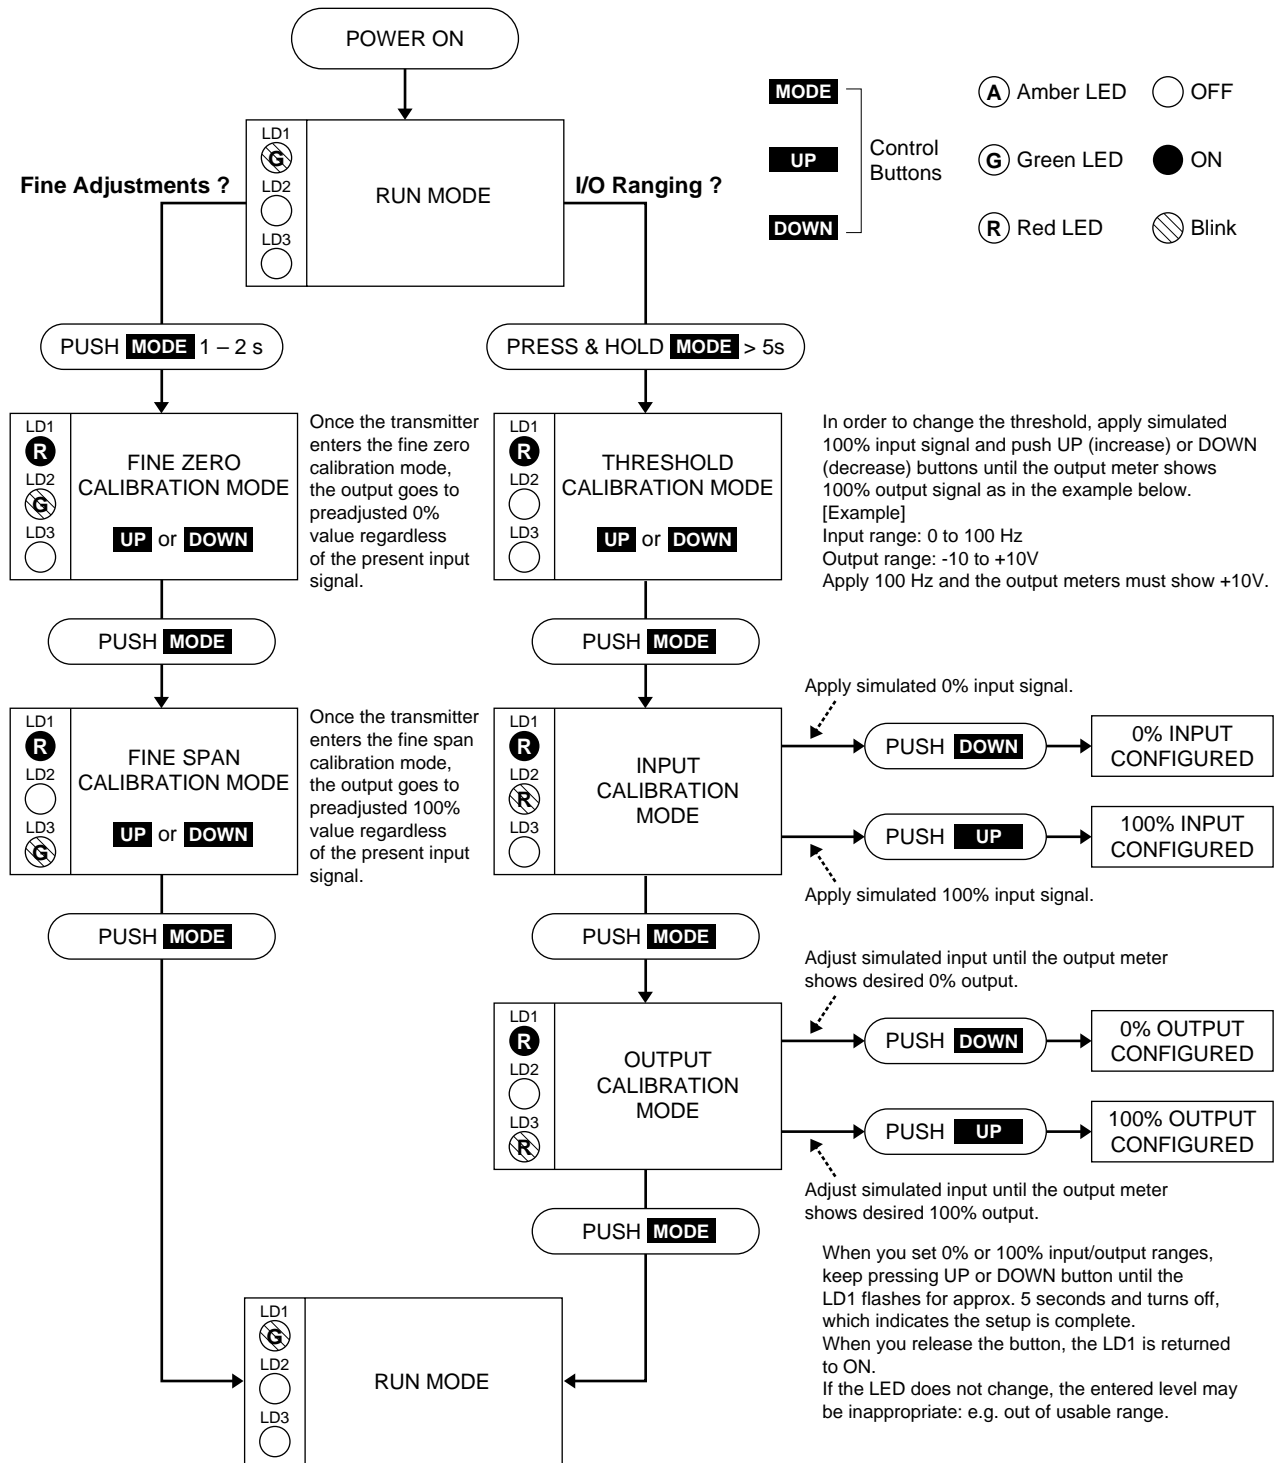 POWER ON
MODE
UP
DOWN
Control
Buttons
A Amber LED
G Green LED
R Red LED
OFF
ON
Blink
LD1
G
LD2
LD3
RUN MODE
Fine Adjustments ?
I/O Ranging ?
PUSH MODE 1 – 2 s
LD1
R
LD2
G
LD3
FINE ZERO
CALIBRATION MODE
UP or DOWN
Once the transmitter
enters the fine zero
calibration mode,
the output goes to
preadjusted 0%
value regardless
of the present input
signal.
PUSH MODE
LD1
R
LD2
LD3
G
FINE SPAN
CALIBRATION MODE
UP or DOWN
Once the transmitter
enters the fine span
calibration mode,
the output goes to
preadjusted 100%
value regardless
of the present input
signal.
PUSH MODE
PRESS & HOLD MODE > 5s
LD1
R
LD2
LD3
THRESHOLD
CALIBRATION MODE
UP or DOWN
In order to change the threshold, apply simulated
100% input signal and push UP (increase) or DOWN
(decrease) buttons until the output meter shows
100% output signal as in the example below.
[Example]
Input range: 0 to 100 Hz
Output range: -10 to +10V
Apply 100 Hz and the output meters must show +10V.
PUSH MODE
LD1
R
LD2
R
LD3
INPUT
CALIBRATION
MODE
Apply simulated 0% input signal.
PUSH DOWN
0% INPUT
CONFIGURED
PUSH UP
100% INPUT
CONFIGURED
Apply simulated 100% input signal.
PUSH MODE
LD1
R
LD2
LD3
R
OUTPUT
CALIBRATION
MODE
Adjust simulated input until the output meter
shows desired 0% output.
PUSH DOWN
0% OUTPUT
CONFIGURED
PUSH UP
100% OUTPUT
CONFIGURED
Adjust simulated input until the output meter
shows desired 100% output.
PUSH MODE
When you set 0% or 100% input/output ranges,
keep pressing UP or DOWN button until the
LD1 flashes for approx. 5 seconds and turns off,
which indicates the setup is complete.
When you release the button, the LD1 is returned
to ON.
If the LED does not change, the entered level may
be inappropriate: e.g. out of usable range.
LD1
G
LD2
LD3
RUN MODE